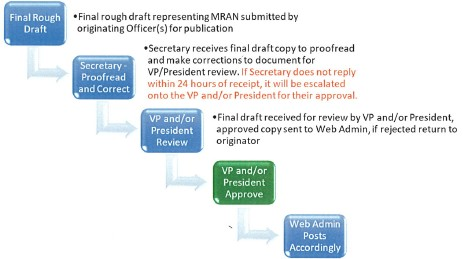 Final Rough
Draft
•Final rough draft representing MRAN submitted by
originating Officer(s) for publication
Secretary -
Proofread
and Correct
•Secretary receives final draft copy to proofread
and make corrections to document for
VP/President review. If Secretary does not reply
within 24 hours of receipt, it will be escalated
onto the VP and/or President for their approval.
VP and/or
President
Review
•Final draft received for review by VP and/or President,
approved copy sent to Web Admin, if rejected return to
originator
VP and/or
President
Approve
Web Admin
Posts
Accordingly